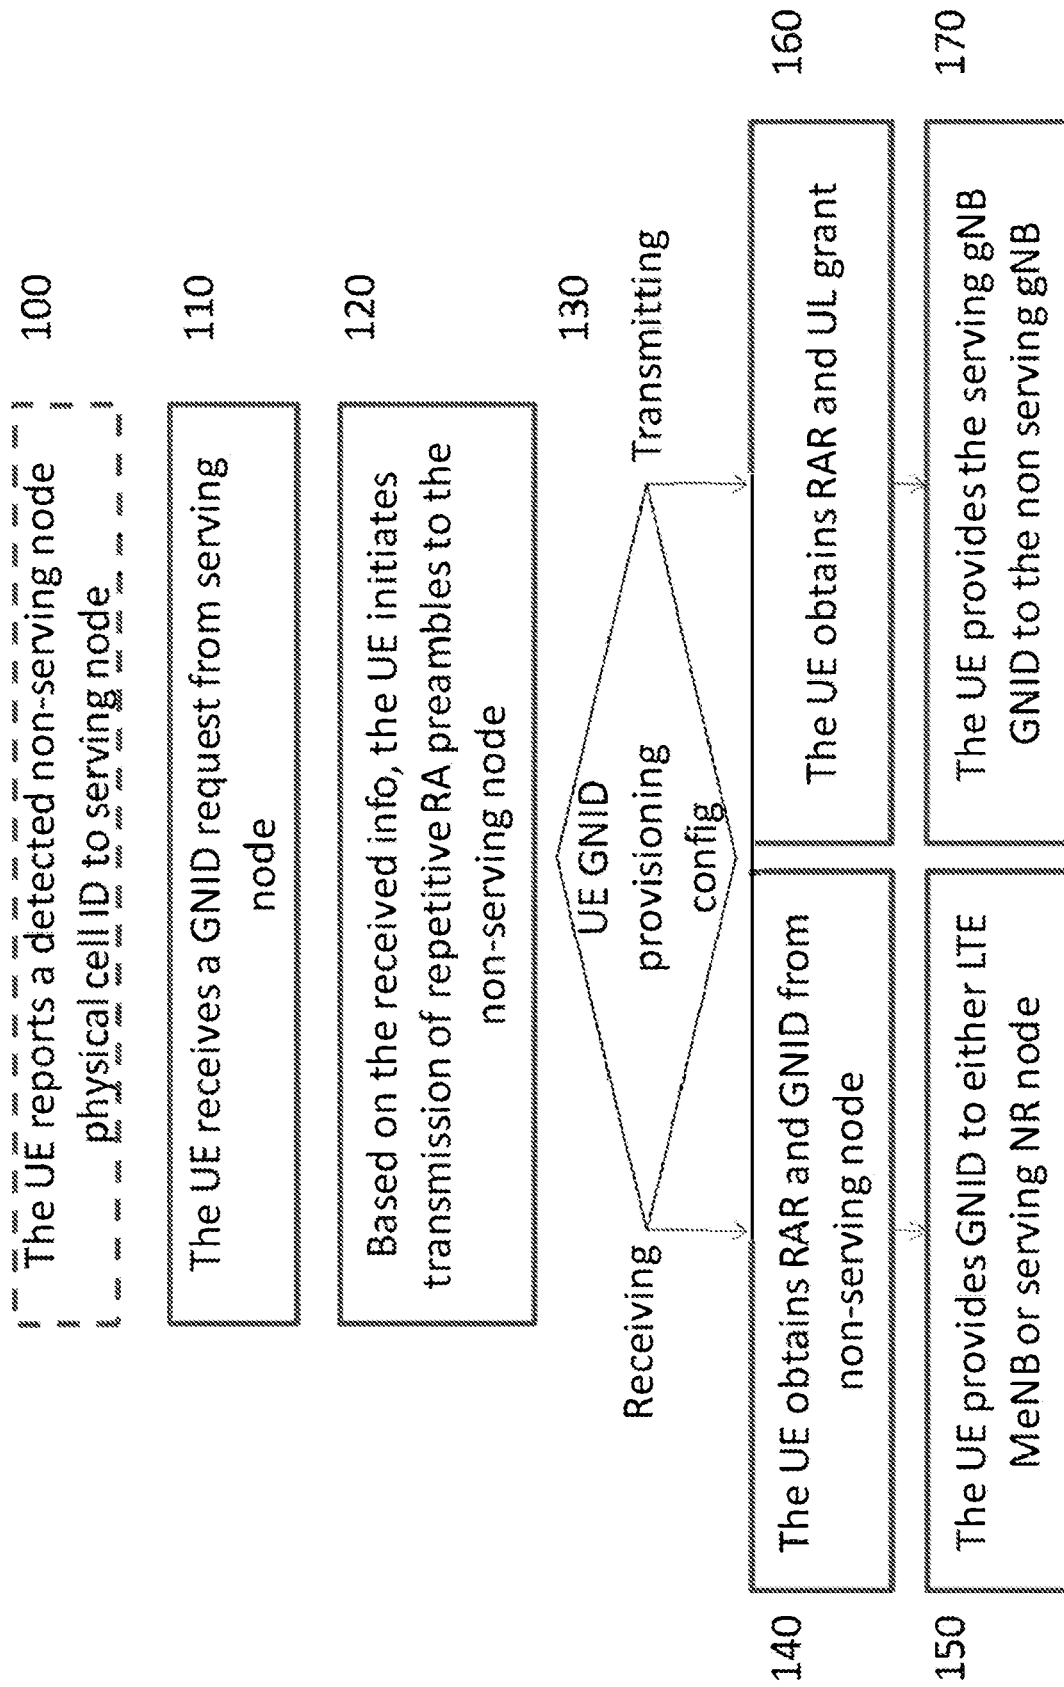 The UE reports a detected non-serving node
physical cell ID to serving node
100
The UE receives a GNID request from serving
node
110
Based on the received info, the UE initiates
transmission of repetitive RA preambles to the
non-serving node
120
130
UE GNID
provisioning
config
Receiving
Transmitting
140
The UE obtains RAR and GNID from
non-serving node
The UE obtains RAR and UL grant
160
150
The UE provides GNID to either LTE
MeNB or serving NR node
The UE provides the serving gNB
GNID to the non serving gNB
170